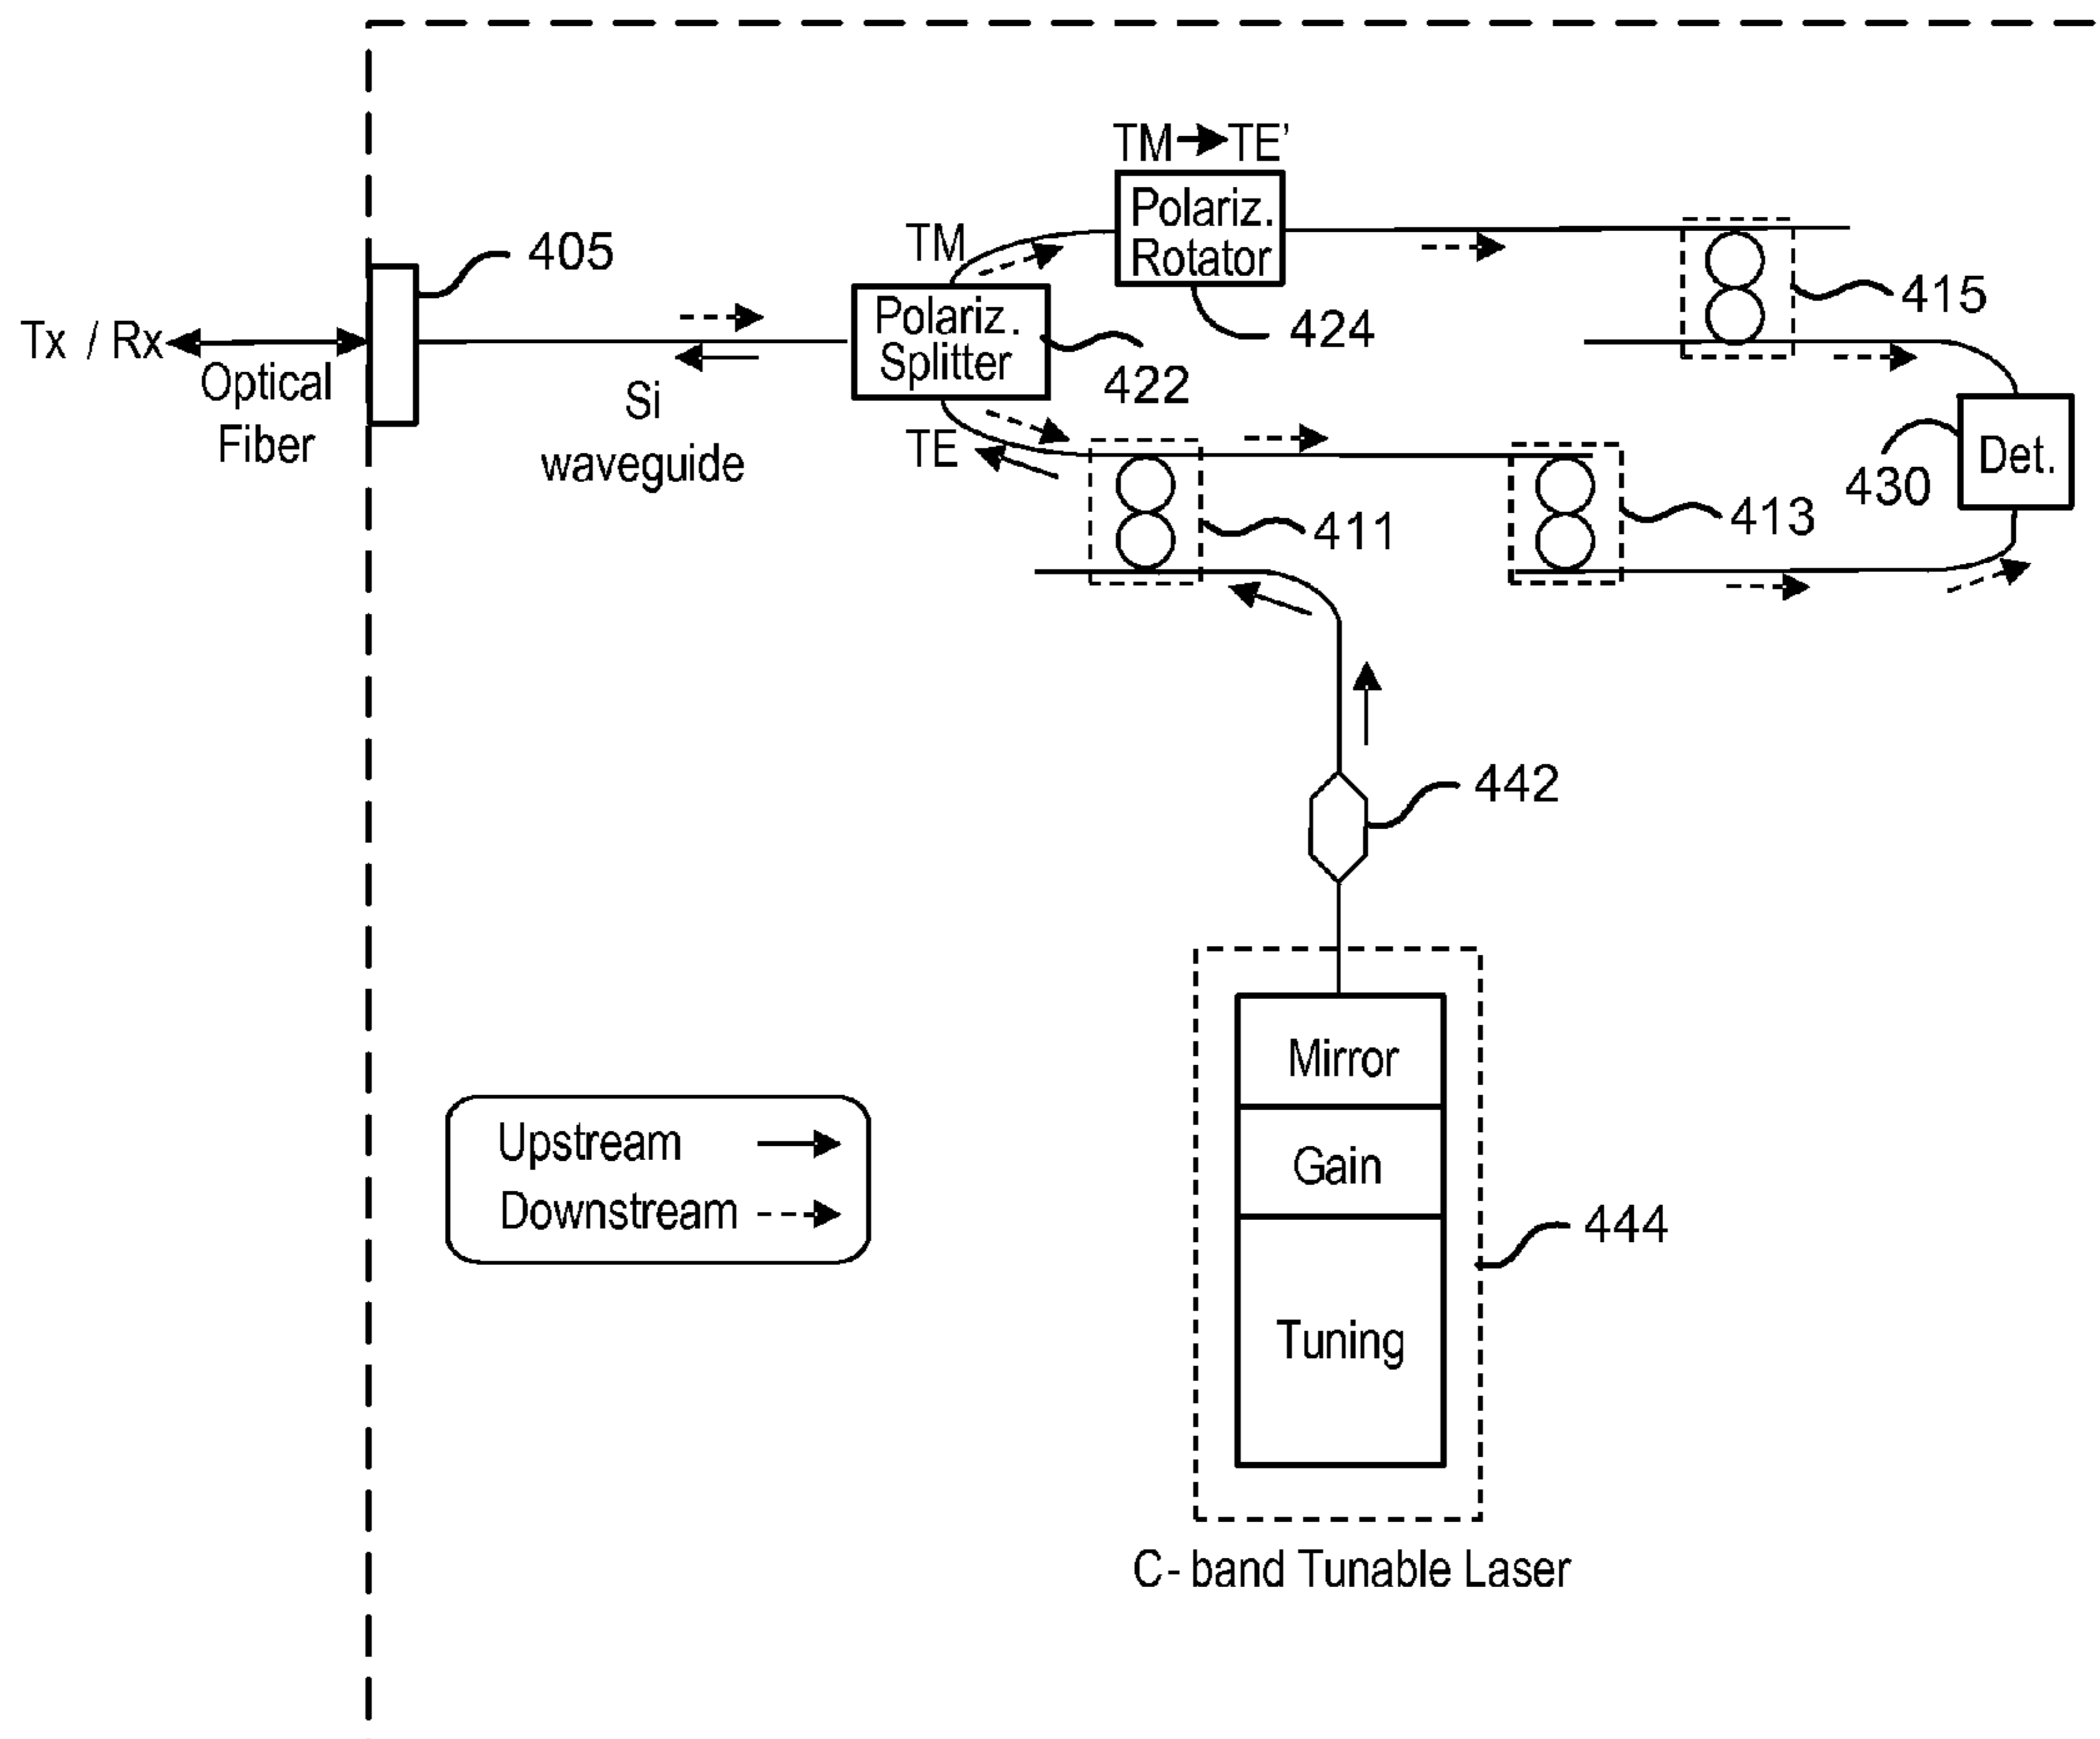 TM→TE'
Polariz.
Rotator
TM
405
415
424
Tx / Rx
Optical
Fiber
Si
waveguide
Polariz.
Splitter
422
TE
411
413
430
Det.
442
Mirror
Gain
Tuning
444
C- band Tunable Laser
Upstream
Downstream